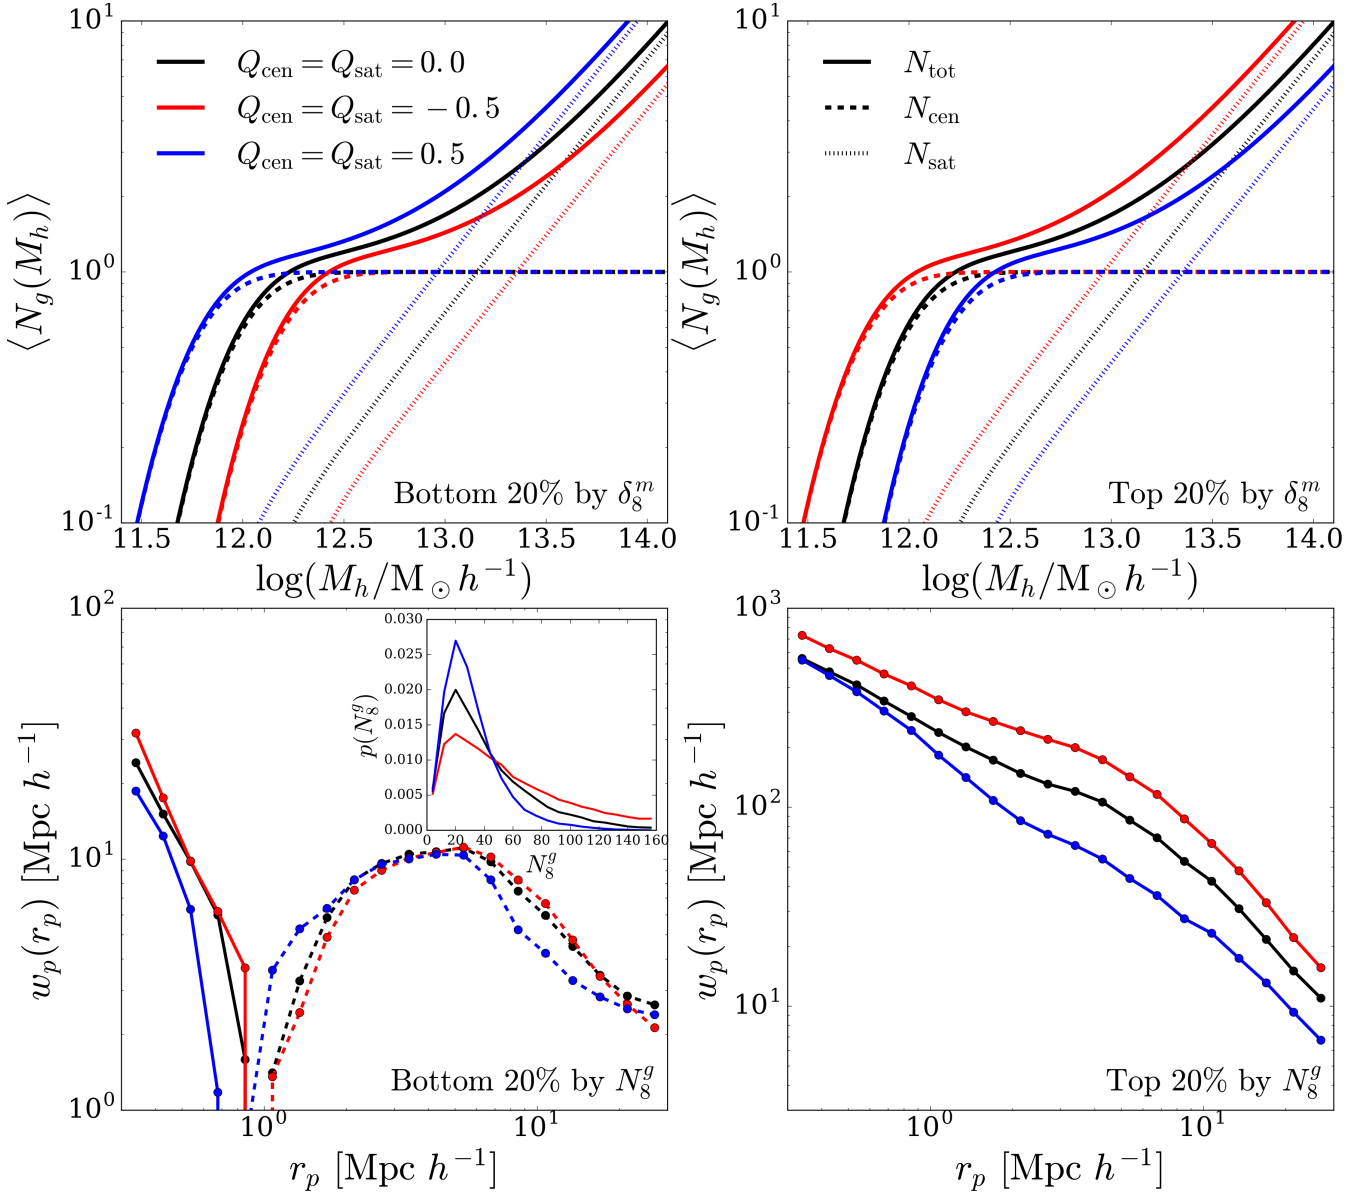 10^1
10^0
10^-1
⟨N_g(M_h)⟩
Q_cen = Q_sat = 0.0
Q_cen = Q_sat = −0.5
Q_cen = Q_sat = 0.5
Bottom 20% by δ_8^m
11.5 12.0 12.5 13.0 13.5 14.0
log(M_h/M_⊙ h^-1)
10^1
10^0
10^-1
⟨N_g(M_h)⟩
N_tot
N_cen
N_sat
Top 20% by δ_8^m
11.5 12.0 12.5 13.0 13.5 14.0
log(M_h/M_⊙ h^-1)
10^2
10^1
10^0
w_p(r_p) [Mpc h^-1]
0.030
0.025
0.020
0.015
0.010
0.005
0.000
p(N_8^g)
0 20 40 60 80 100 120 140 160
N_8^g
Bottom 20% by N_8^g
10^0 10^1
r_p [Mpc h^-1]
10^3
10^2
10^1
w_p(r_p) [Mpc h^-1]
Top 20% by N_8^g
10^0 10^1
r_p [Mpc h^-1]